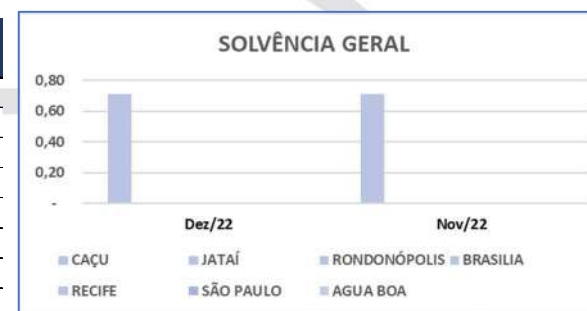 SOLVÊNCIA GERAL
0,80
0,60
0,40
0,20
-
Dez/22 Nov/22
CAÇU JATAÍ RONDONÓPOLIS BRASILIA
RECIFE SÃO PAULO AGUA BOA